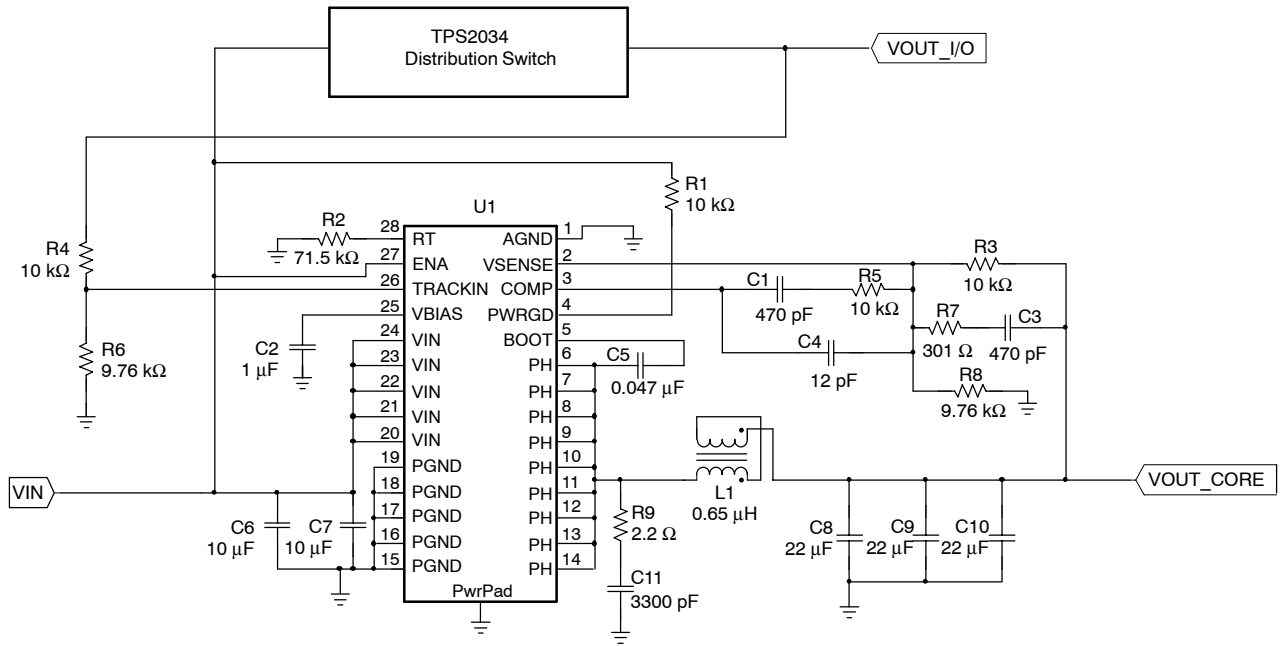 TPS2034
Distribution Switch
VOUT_I/O
R1
10 kΩ
U1
R2
71.5 kΩ
R4
10 kΩ
R6
9.76 kΩ
C2
1 μF
28 RT
27 ENA
26 TRACKIN
25 VBIAS
24 VIN
23 VIN
22 VIN
21 VIN
20 VIN
19 PGND
18 PGND
17 PGND
16 PGND
15 PGND
AGND 1
VSENSE 2
COMP 3
PWRGD 4
BOOT 5
PH 6
PH 7
PH 8
PH 9
PH 10
PH 11
PH 12
PH 13
PH 14
PwrPad
C1
470 pF
R5
10 kΩ
R3
10 kΩ
R7
301 Ω
C3
470 pF
C4
12 pF
R8
9.76 kΩ
C5
0.047 μF
L1
0.65 μH
VIN
C6
10 μF
C7
10 μF
R9
2.2 Ω
C11
3300 pF
C8
22 μF
C9
22 μF
C10
22 μF
VOUT_CORE